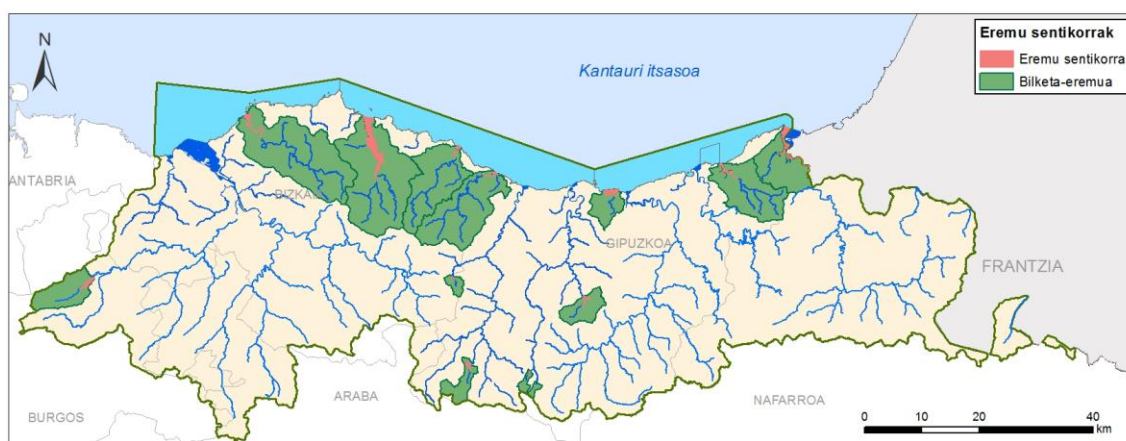 N
Kantauri itsasoa
Eremu sentikorrak
Eremu sentikorra
Bilketa-eremua
ANTABRIA
BIZKAI
GIPUZKOA
FRANTZIA
ARABA
NAFARROA
BURGOS
0 10 20 40
km